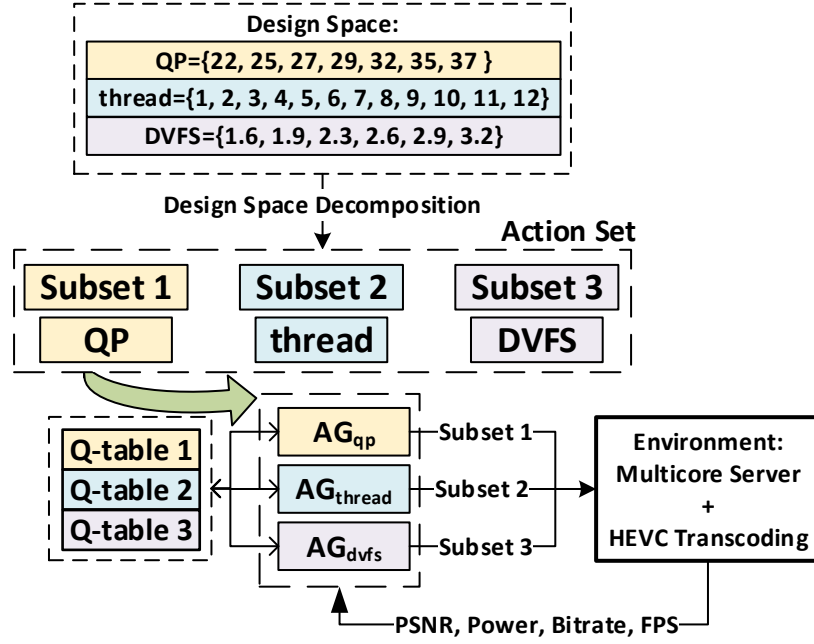 Design Space:
QP={22, 25, 27, 29, 32, 35, 37 }
thread={1, 2, 3, 4, 5, 6, 7, 8, 9, 10, 11, 12}
DVFS={1.6, 1.9, 2.3, 2.6, 2.9, 3.2}
Design Space Decomposition
Action Set
Subset 1
Subset 2
Subset 3
QP
thread
DVFS
Q-table 1
Q-table 2
Q-table 3
AGqp
AGthread
AGdvfs
Subset 1
Subset 2
Subset 3
Environment:
Multicore Server
+
HEVC Transcoding
PSNR, Power, Bitrate, FPS